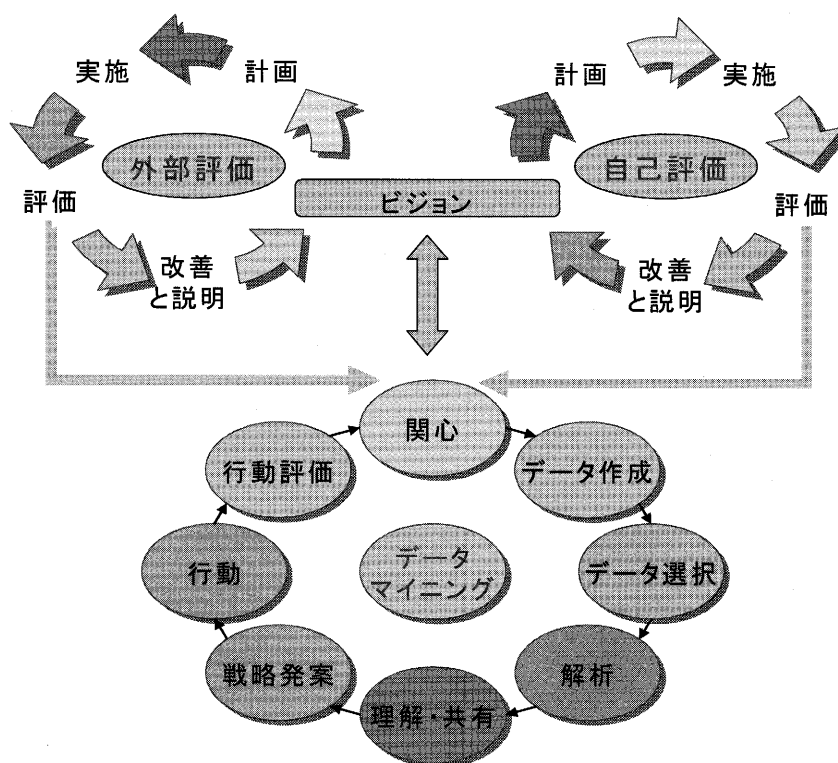 実施
計画
外部評価
評価
改善
と説明
ビジョン
計画
実施
自己評価
評価
改善
と説明
関心
データ作成
データ選択
解析
理解・共有
戦略発案
行動
行動評価
データ
マイニング